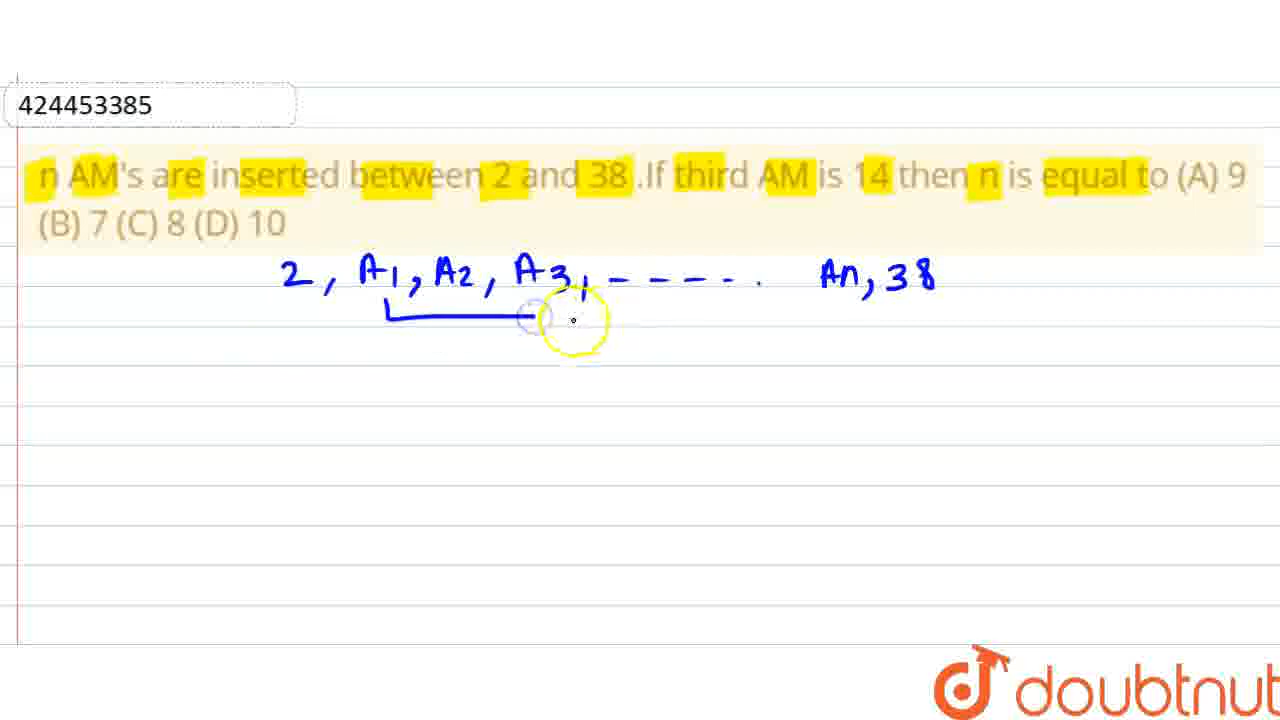 424453385
n AM's are inserted between 2 and 38 .If third AM is 14 then n is equal to (A) 9
(B) 7 (C) 8 (D) 10
2, A1, A2, A3, - - - - - . An, 38
doubtnut